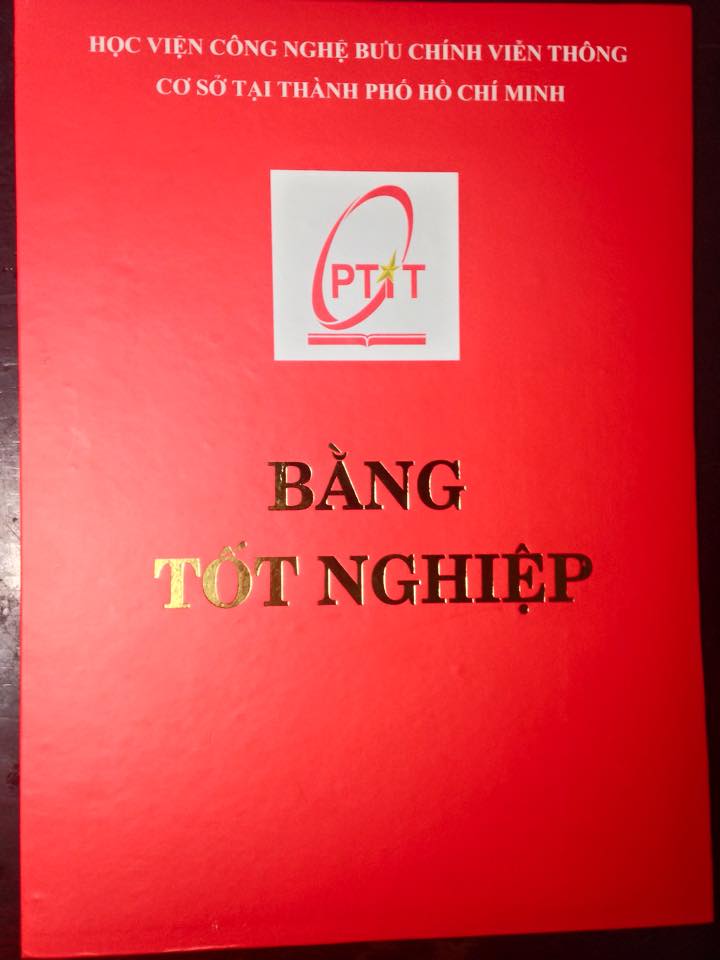 HỌC VIỆN CÔNG NGHỆ BƯU CHÍNH VIỄN THÔNG
CƠ SỞ TẠI THÀNH PHỐ HỒ CHÍ MINH
PTIT
BẰNG
TỐT NGHIỆP